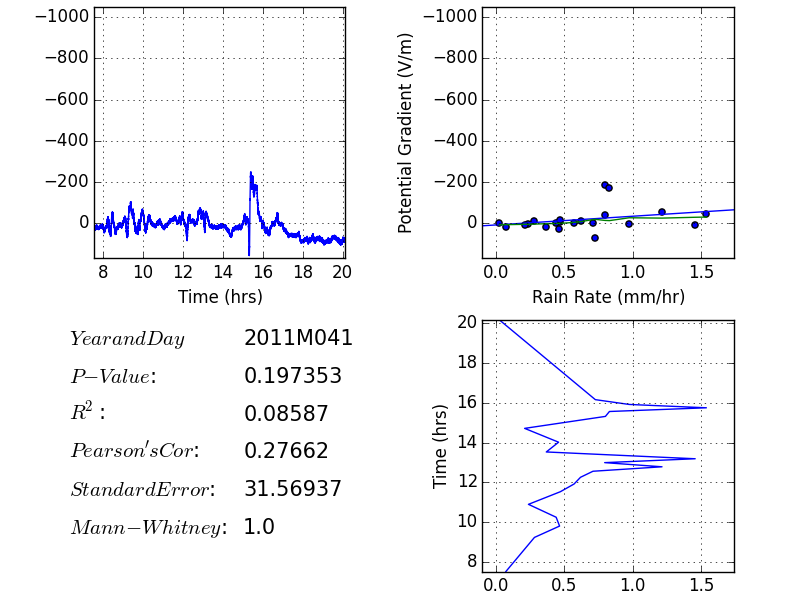 −1000
−800
−600
−400
−200
0
8 10 12 14 16 18 20
Time (hrs)
Potential Gradient (V/m)
−1000
−800
−600
−400
−200
0
0.0 0.5 1.0 1.5
Rain Rate (mm/hr)
YearandDay 2011M041
P−Value: 0.197353
R²: 0.08587
Pearson'sCor: 0.27662
StandardError: 31.56937
Mann−Whitney: 1.0
Time (hrs)
20
18
16
14
12
10
8
0.0 0.5 1.0 1.5